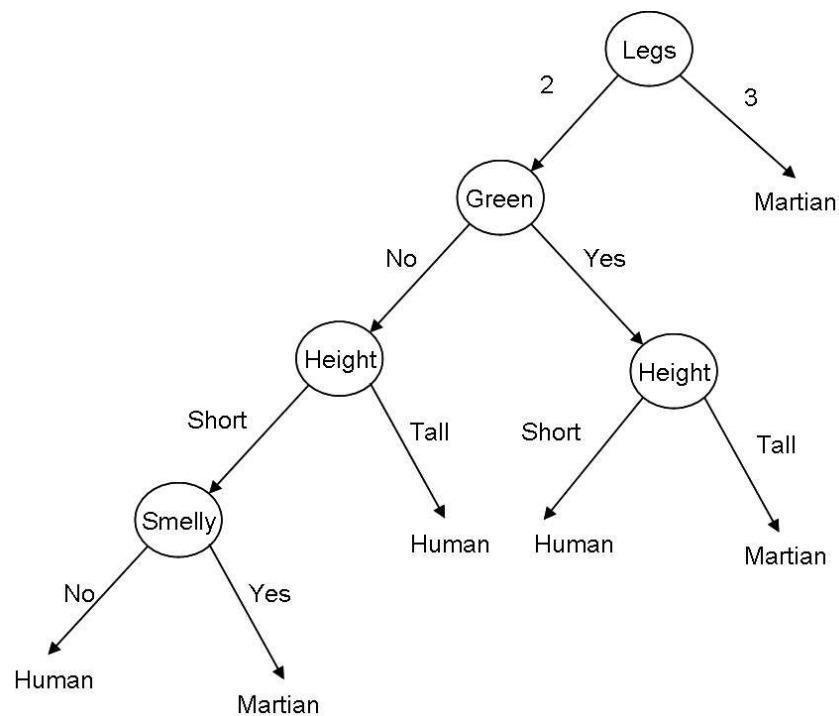 Legs
2
3
Green
Martian
No
Yes
Height
Height
Short
Tall
Short
Tall
Smelly
Human
Human
Martian
No
Yes
Human
Martian